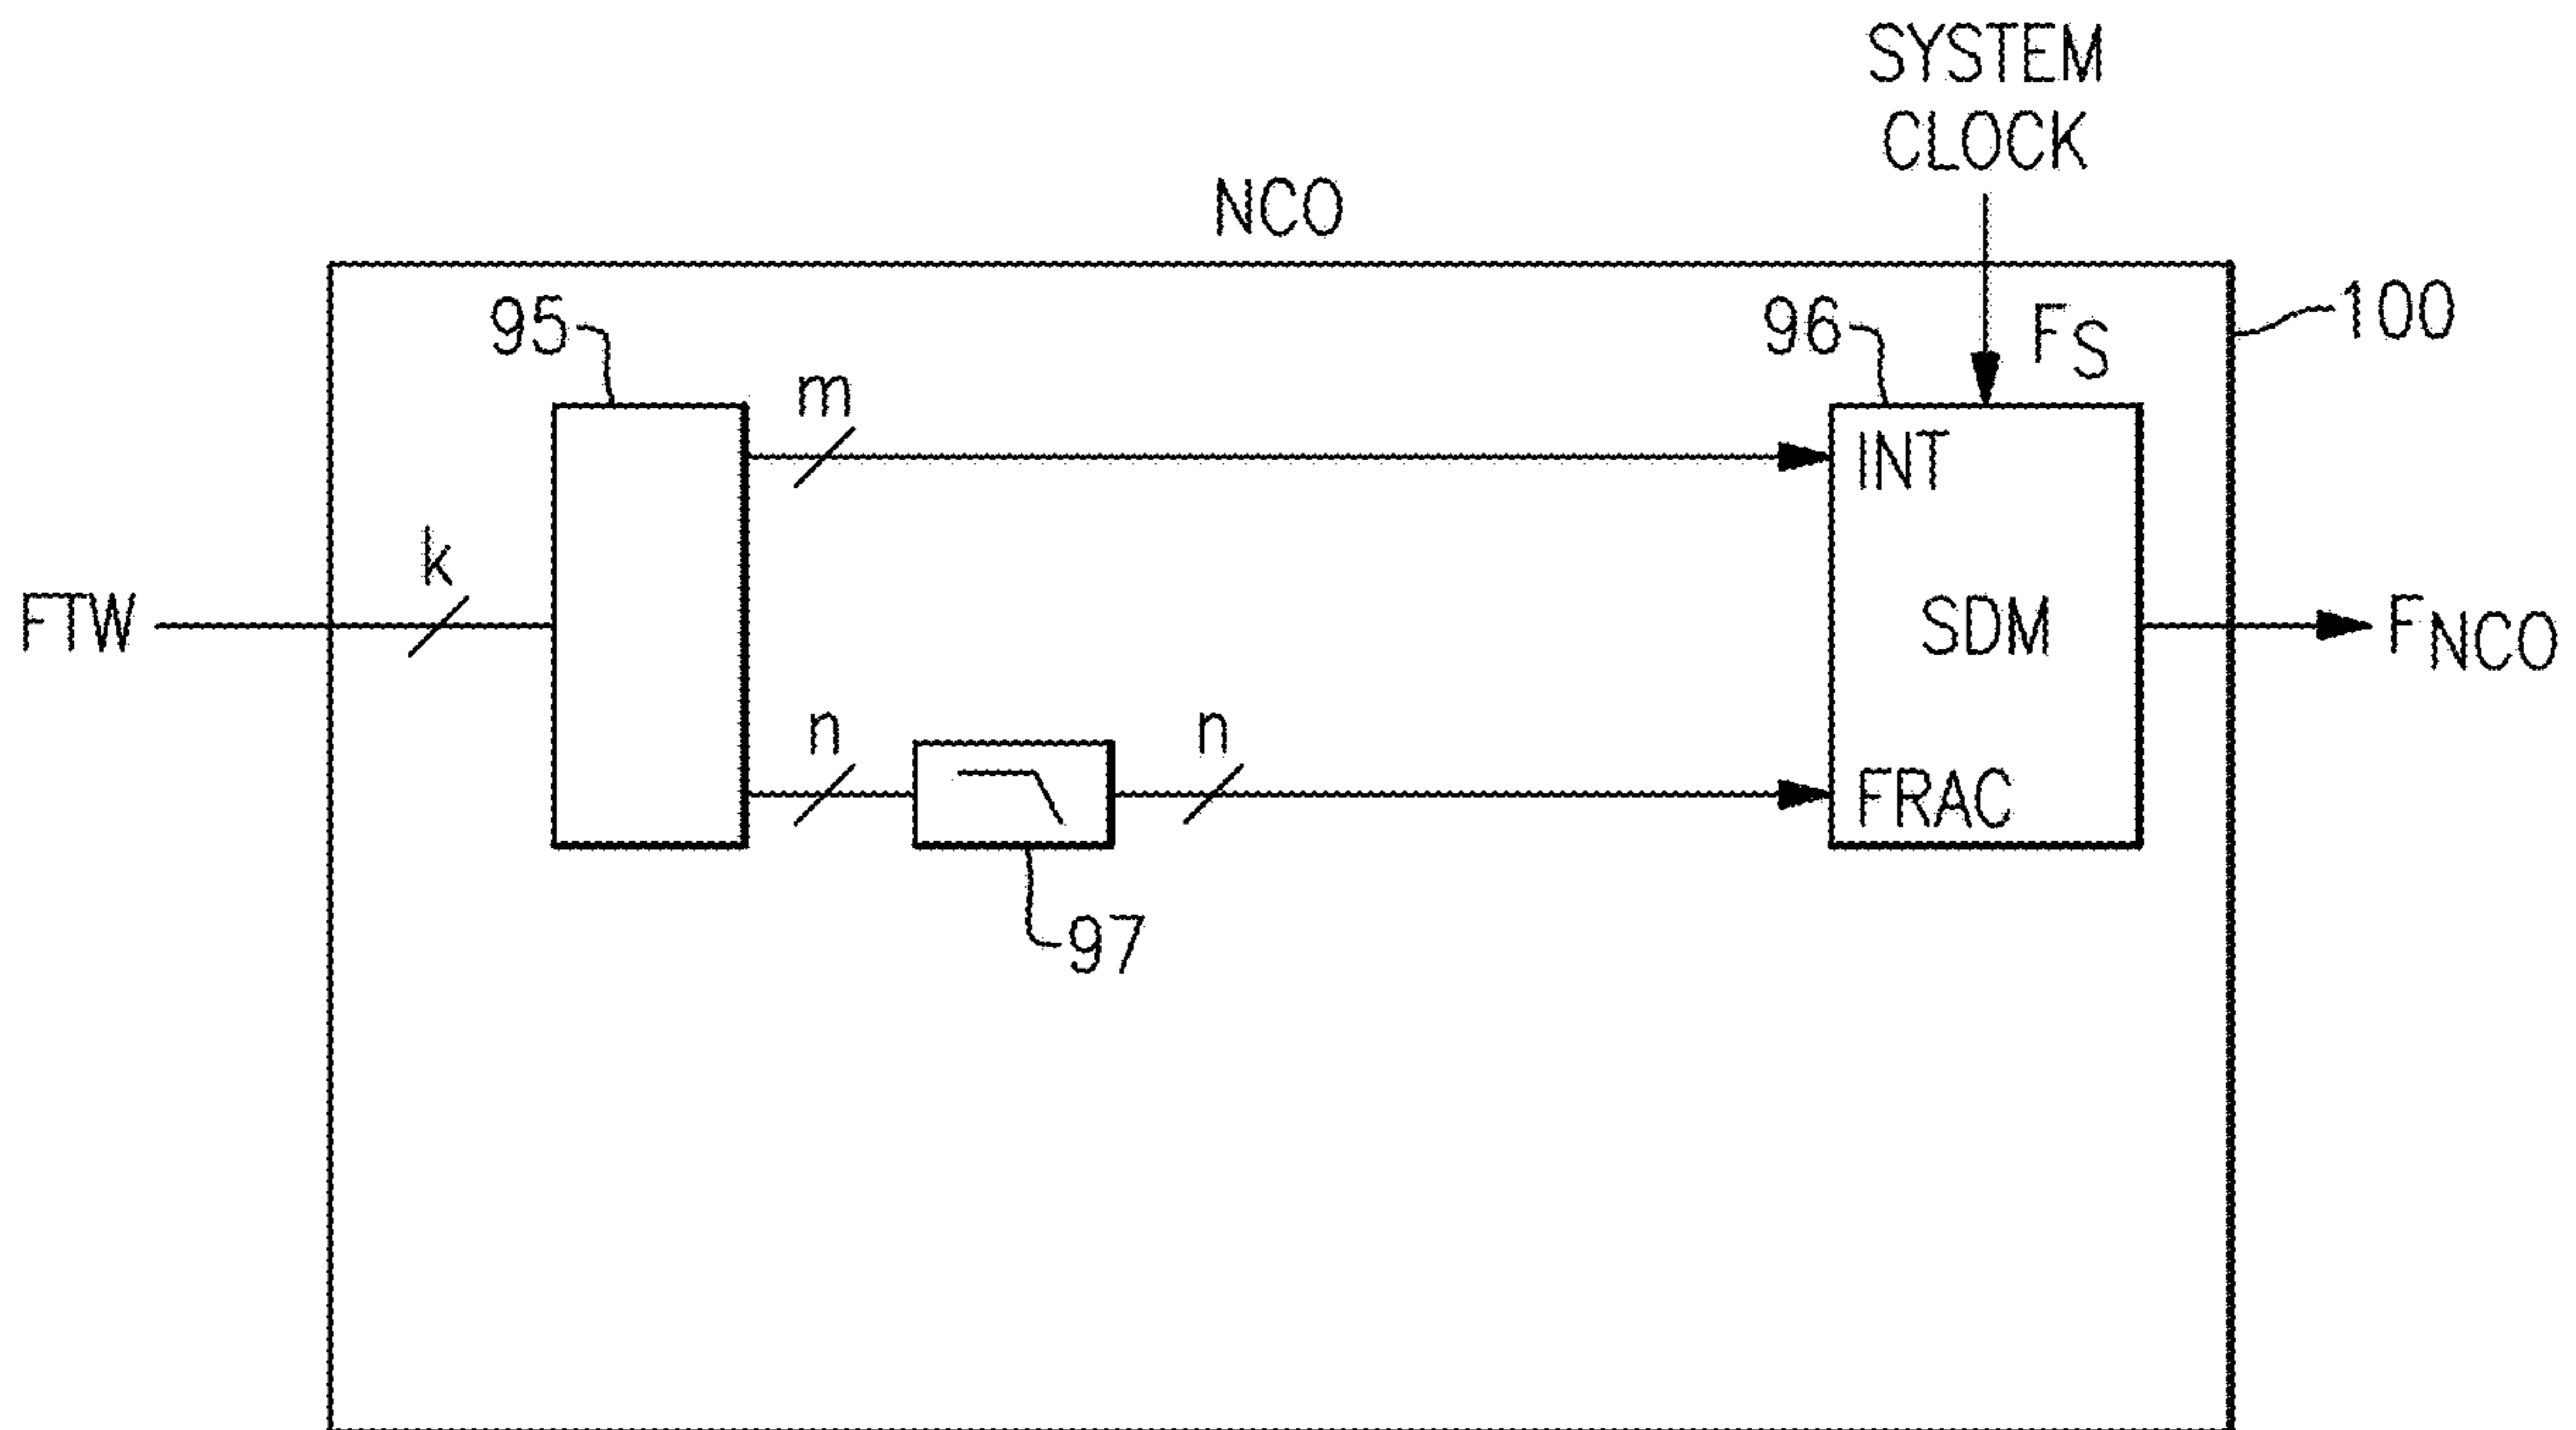 SYSTEM
CLOCK
NCO
95
96
FS
100
m
INT
k
FTW
SDM
FNCO
n
n
FRAC
97